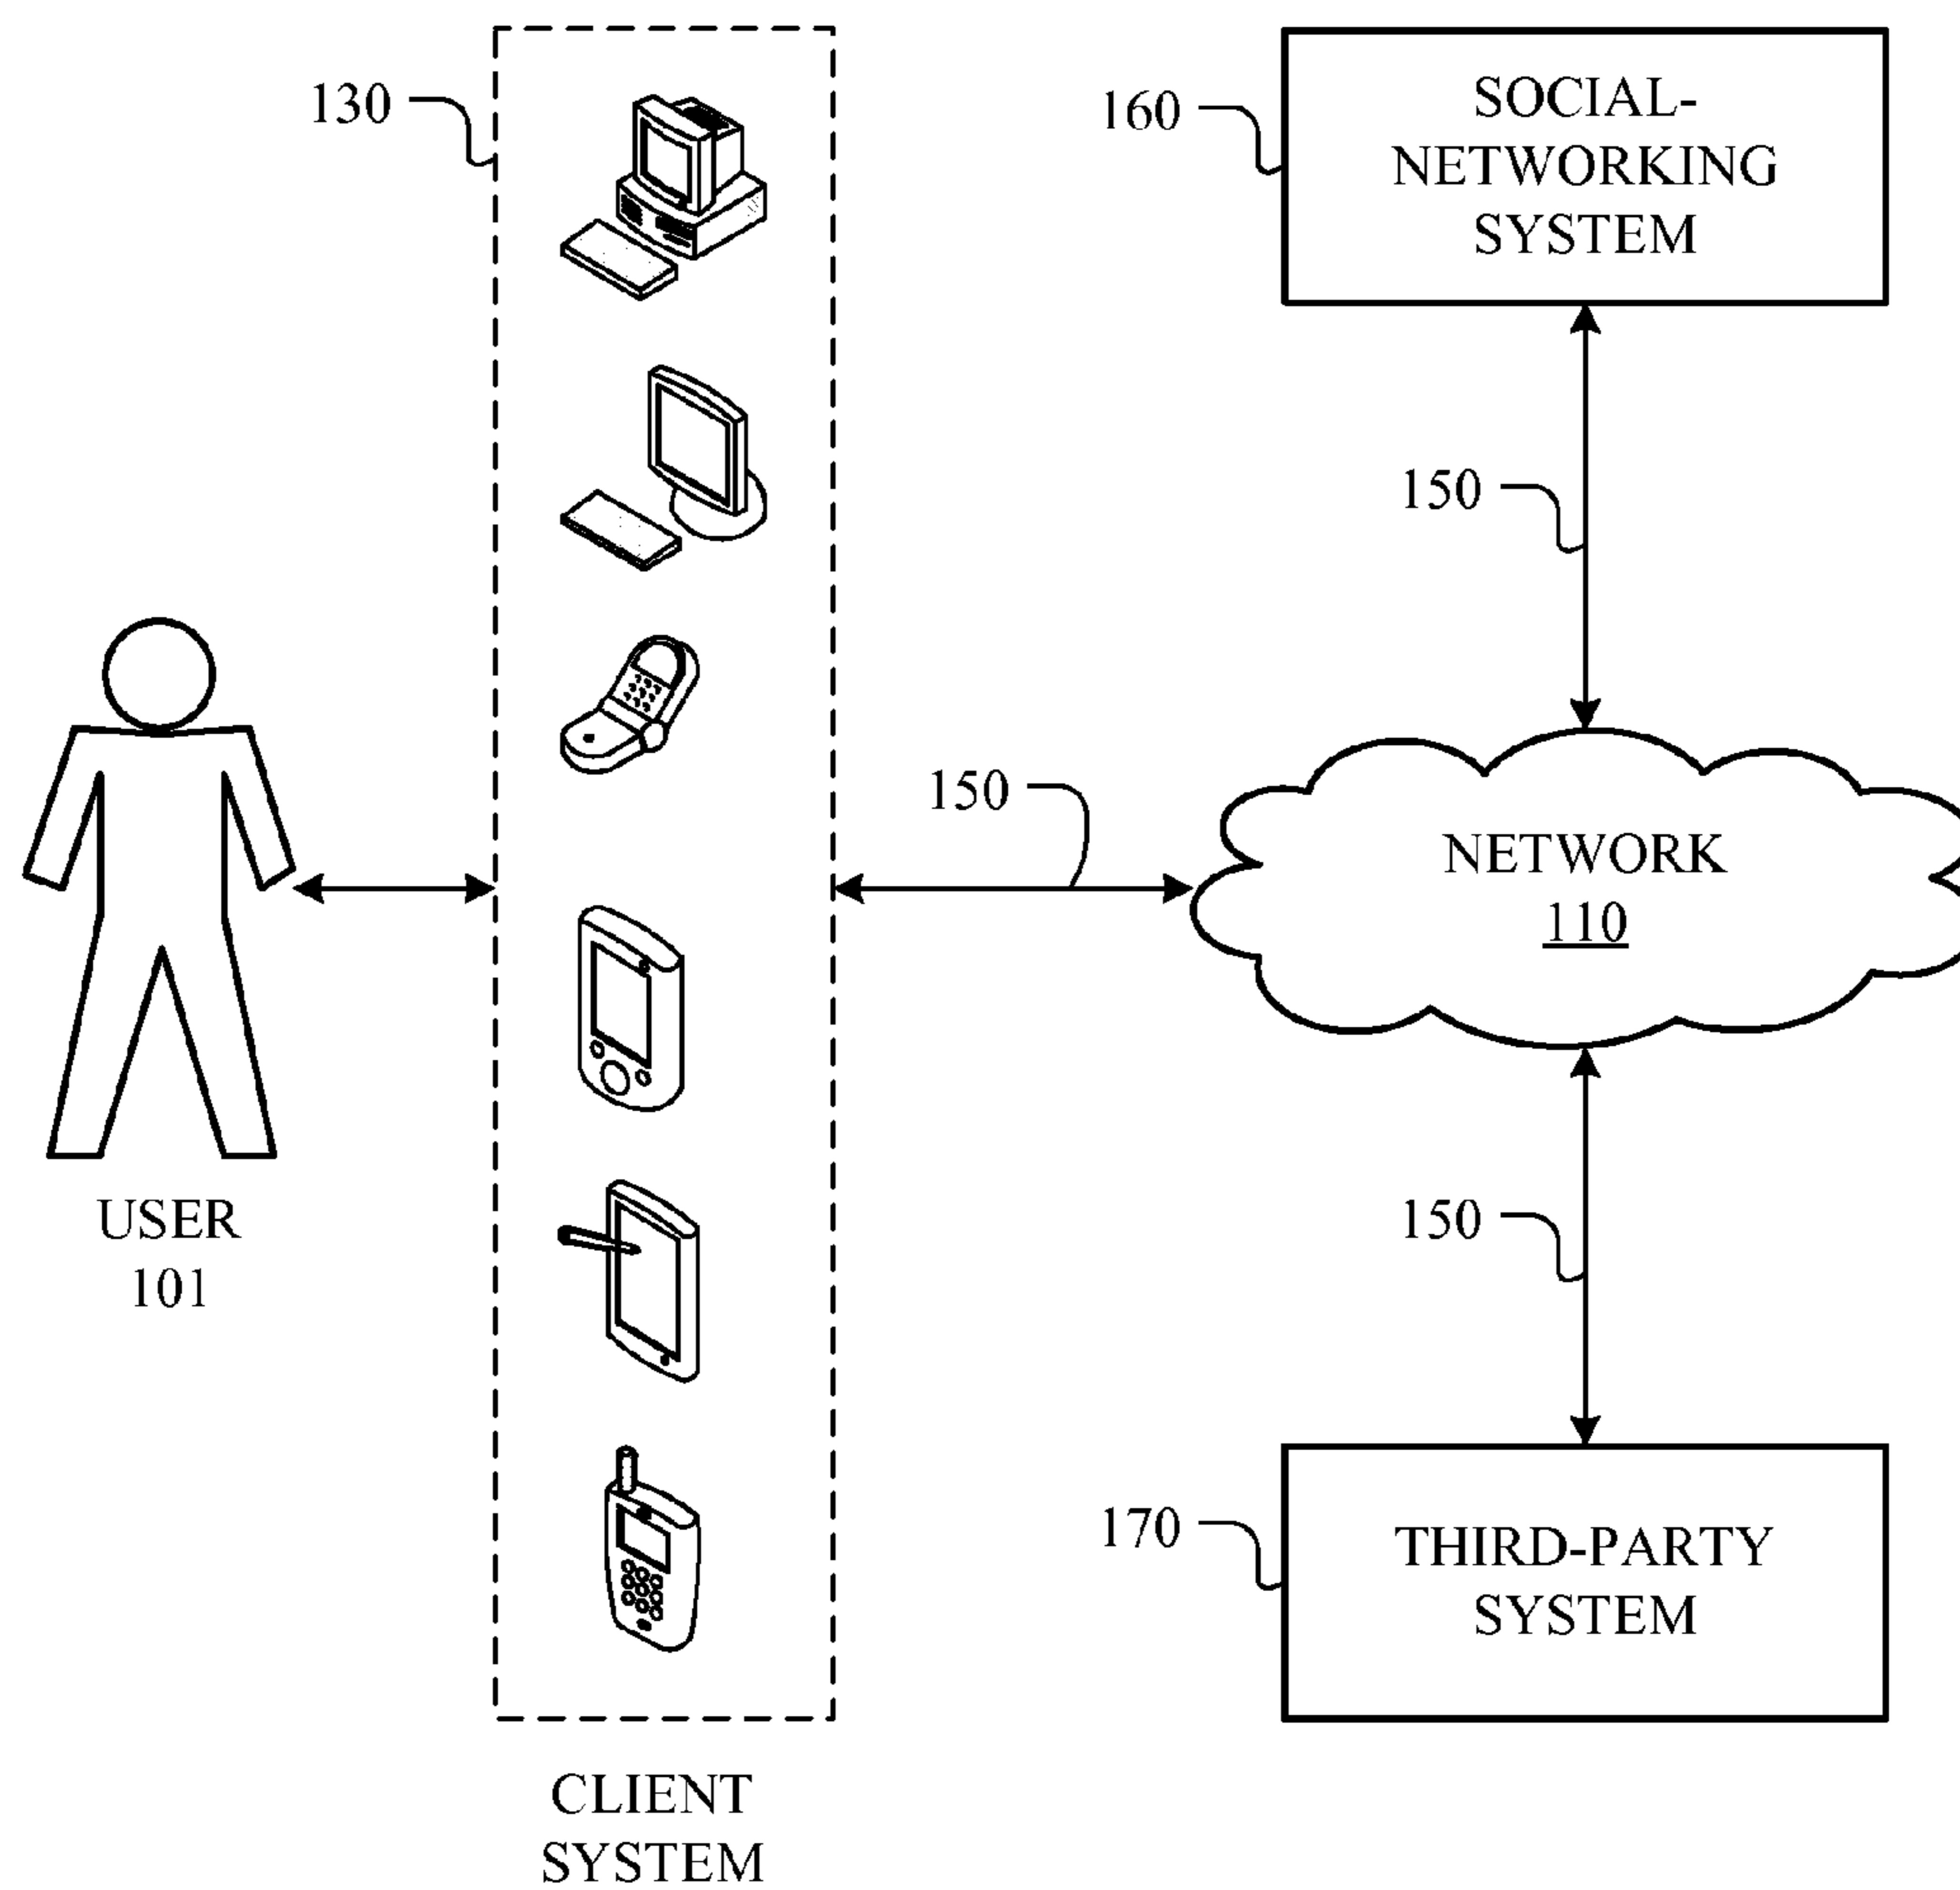 130
160
SOCIAL-
NETWORKING
SYSTEM
150
150
NETWORK
110
USER
101
150
170
THIRD-PARTY
SYSTEM
CLIENT
SYSTEM